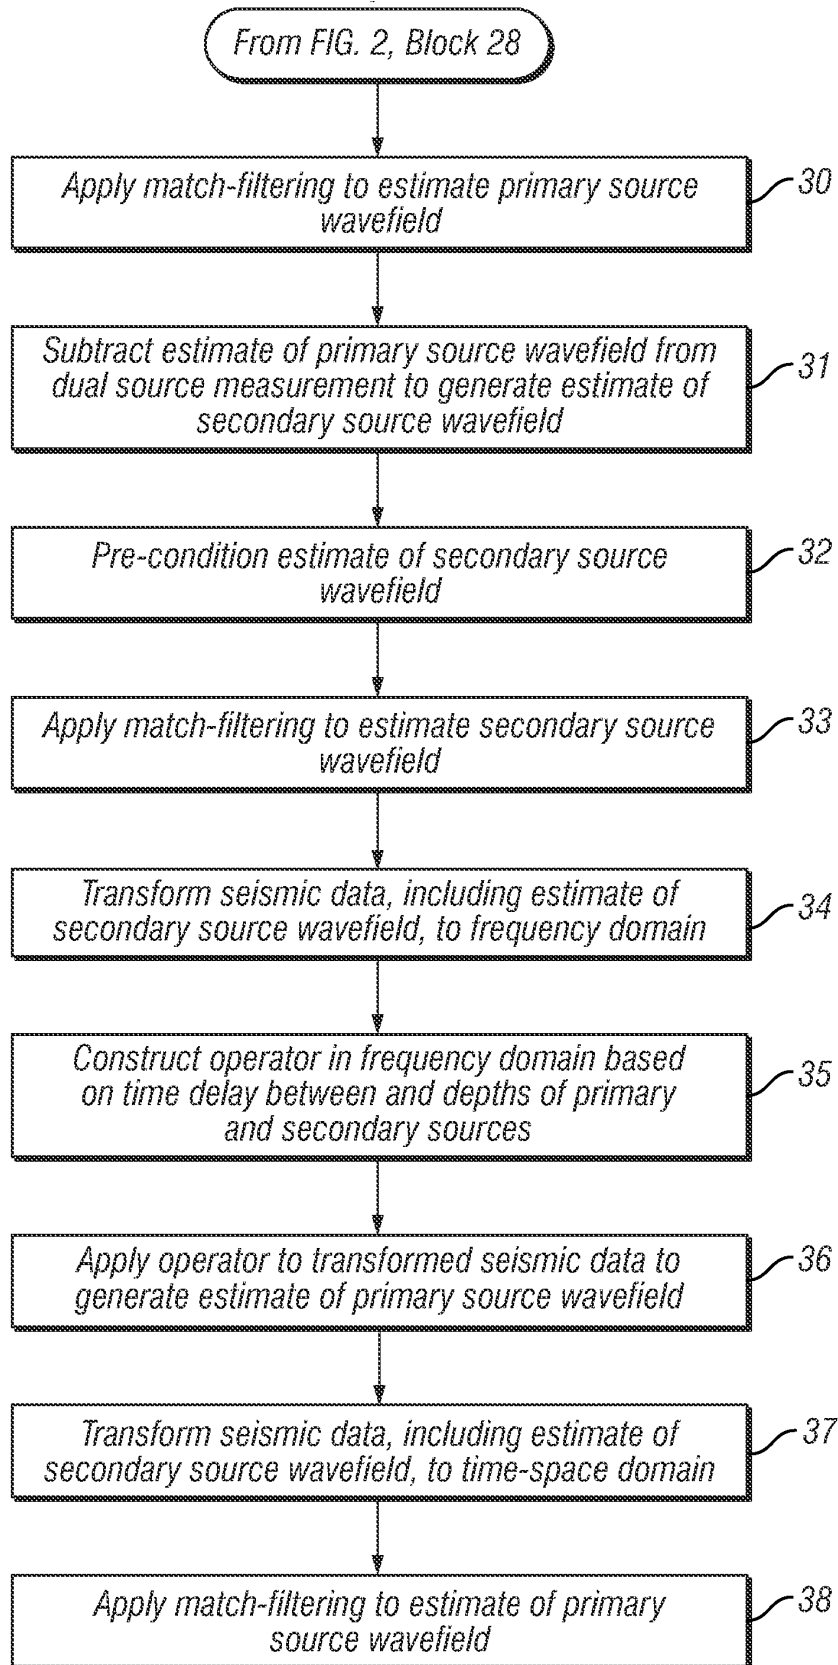 From FIG. 2, Block 28
Apply match-filtering to estimate primary source
wavefield
30
Subtract estimate of primary source wavefield from
dual source measurement to generate estimate of
secondary source wavefield
31
Pre-condition estimate of secondary source
wavefield
32
Apply match-filtering to estimate secondary source
wavefield
33
Transform seismic data, including estimate of
secondary source wavefield, to frequency domain
34
Construct operator in frequency domain based
on time delay between and depths of primary
and secondary sources
35
Apply operator to transformed seismic data to
generate estimate of primary source wavefield
36
Transform seismic data, including estimate of
secondary source wavefield, to time-space domain
37
Apply match-filtering to estimate of primary
source wavefield
38